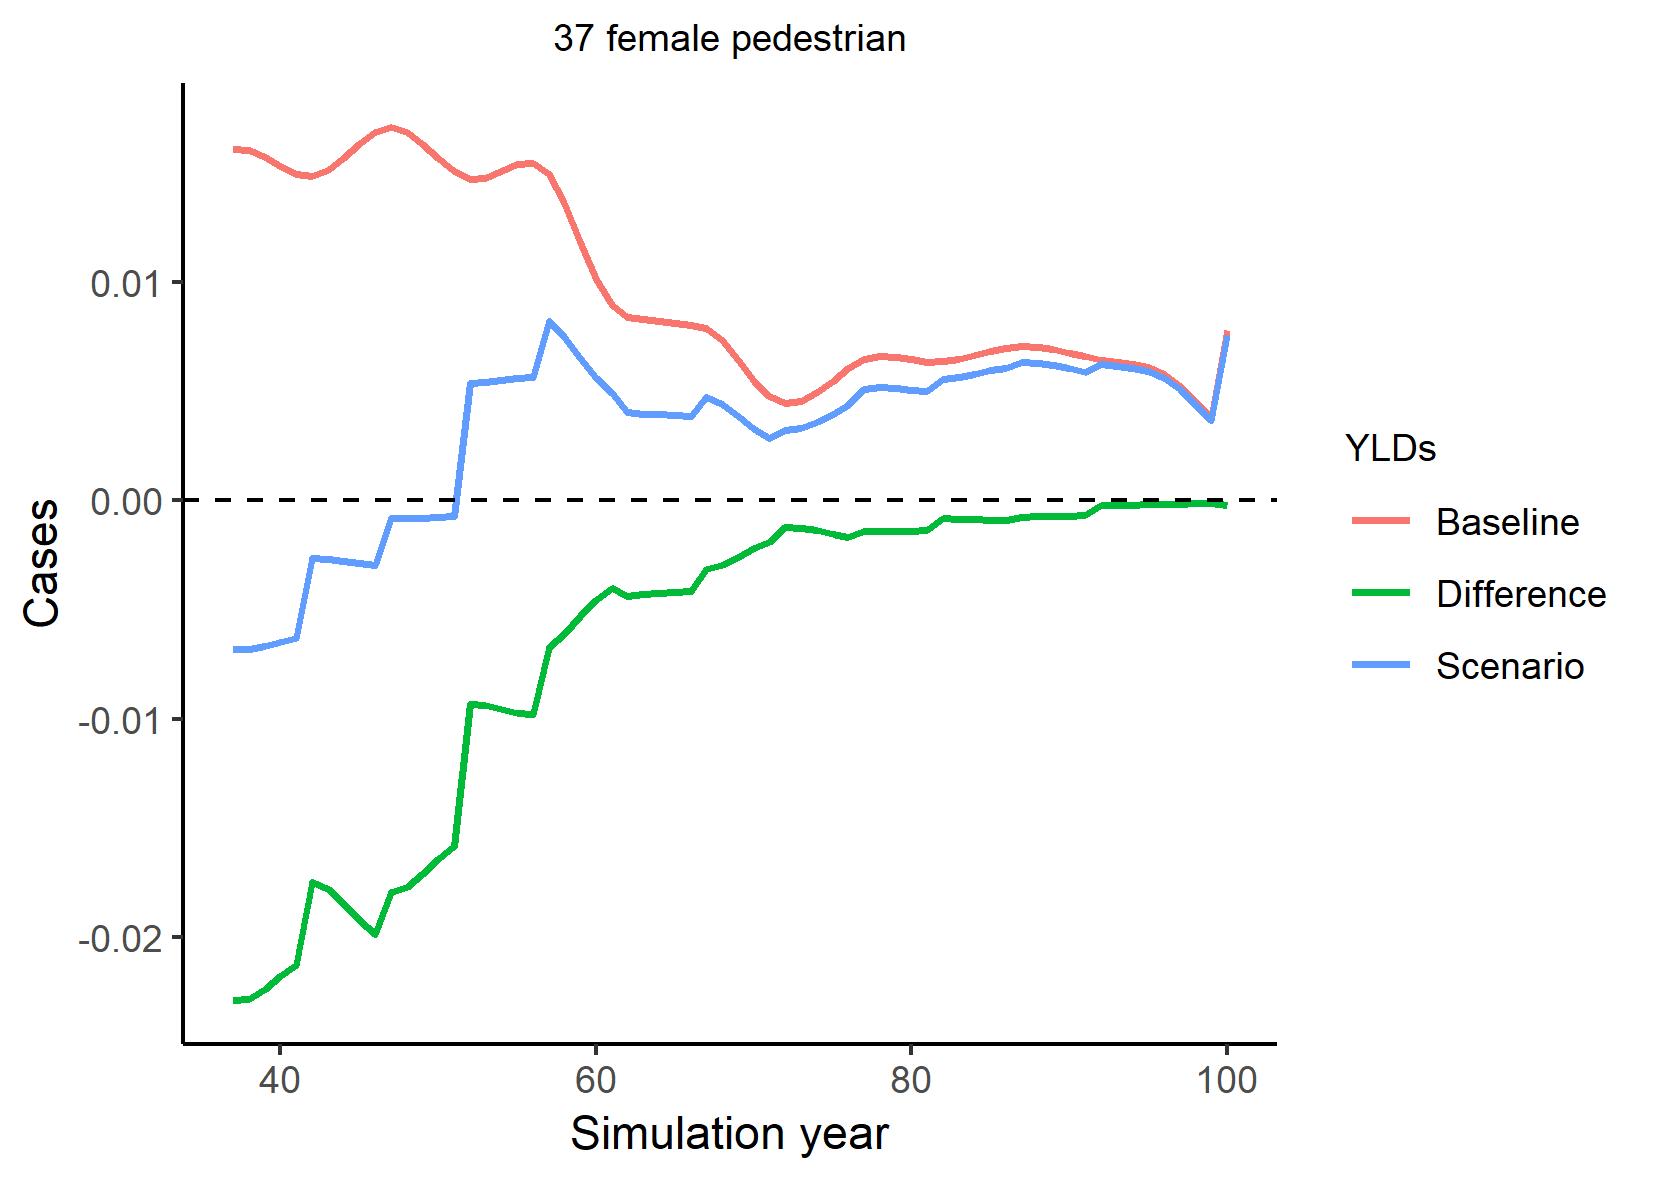 37 female pedestrian
Cases
0.01
0.00
-0.01
-0.02
40 60 80 100
Simulation year
YLDs
Baseline
Difference
Scenario